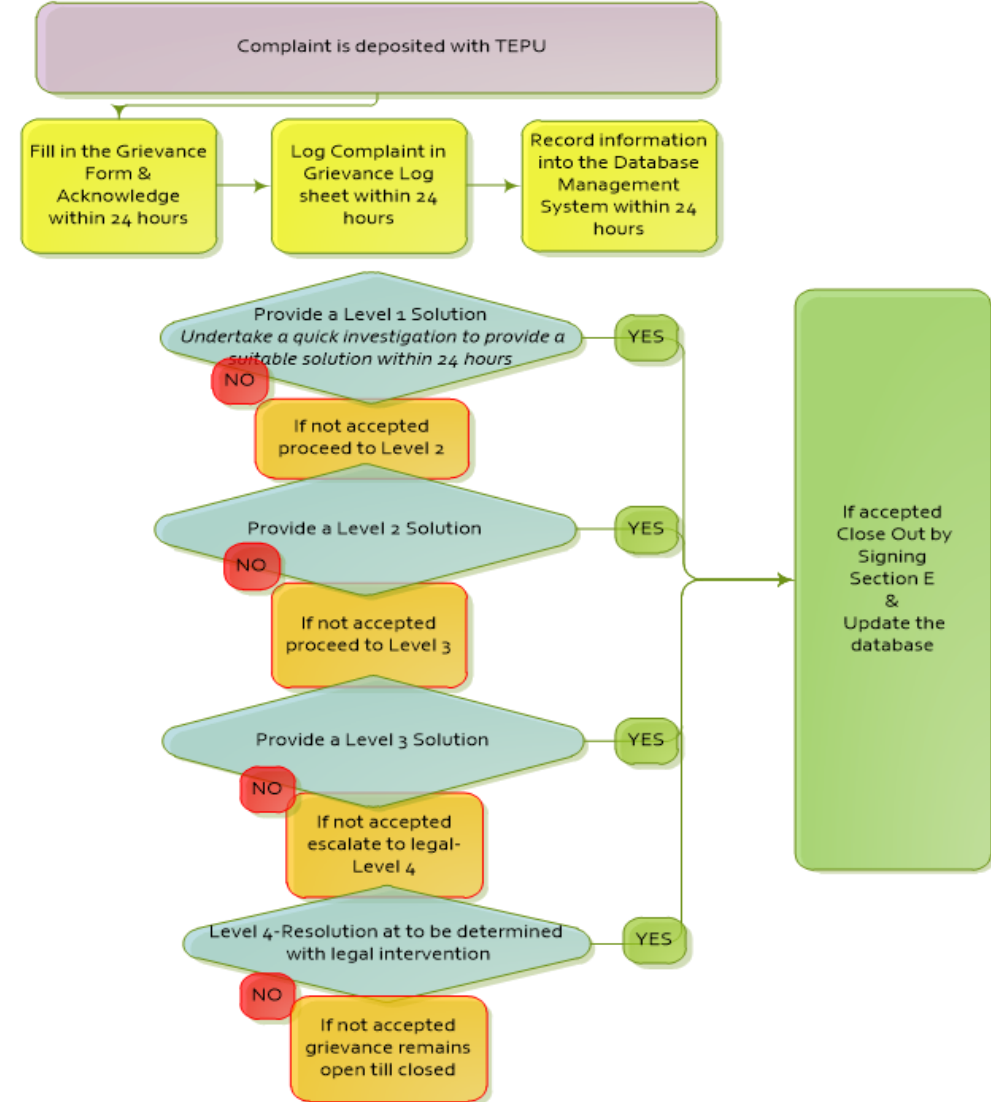 Complaint is deposited with TEPU
Fill in the Grievance
Form &
Acknowledge
within 24 hours
Log Complaint in
Grievance Log
sheet within 24
hours
Record information
into the Database
Management
System within 24
hours
Provide a Level 1 Solution
Undertake a quick investigation to provide a
suitable solution within 24 hours
YES
NO
If not accepted
proceed to Level 2
Provide a Level 2 Solution
YES
NO
If not accepted
proceed to Level 3
Provide a Level 3 Solution
YES
NO
If not accepted
escalate to legal-
Level 4
Level 4-Resolution at to be determined
with legal intervention
YES
NO
If not accepted
grievance remains
open till closed
If accepted
Close Out by
Signing
Section E
&
Update the
database